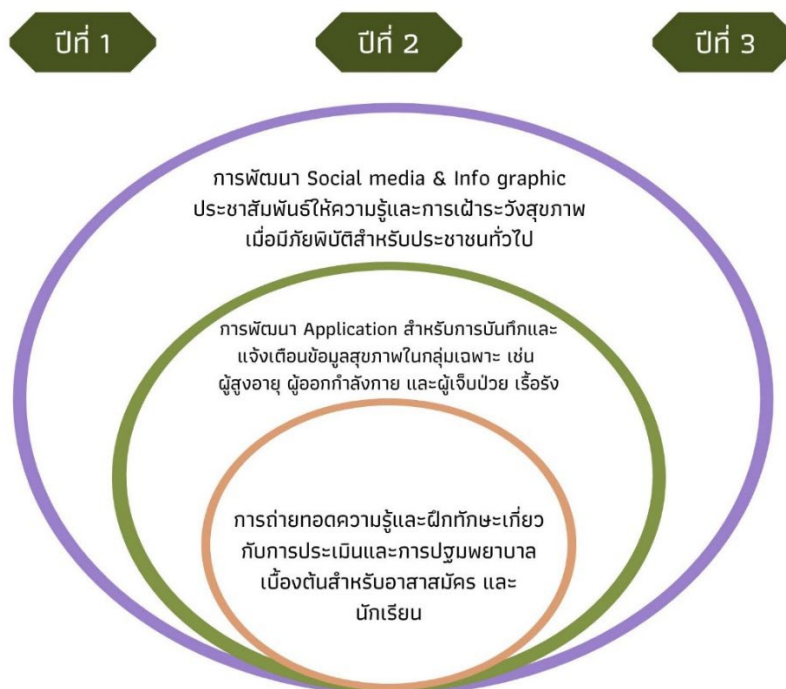 ปีที่ 1
ปีที่ 2
ปีที่ 3
การพัฒนา Social media & Info graphic
ประชาสัมพันธ์ให้ความรู้และการเฝ้าระวังสุขภาพ
เมื่อมีภัยพิบัติสำหรับประชาชนทั่วไป
การพัฒนา Application สำหรับการบันทึกและ
แจ้งเตือนข้อมูลสุขภาพในกลุ่มเฉพาะ เช่น
ผู้สูงอายุ ผู้ออกกำลังกาย และผู้เจ็บป่วย เรื้อรัง
การถ่ายทอดความรู้และฝึกทักษะเกี่ยว
กับการประเมินและการปฐมพยาบาล
เบื้องต้นสำหรับอาสาสมัคร และ
นักเรียน